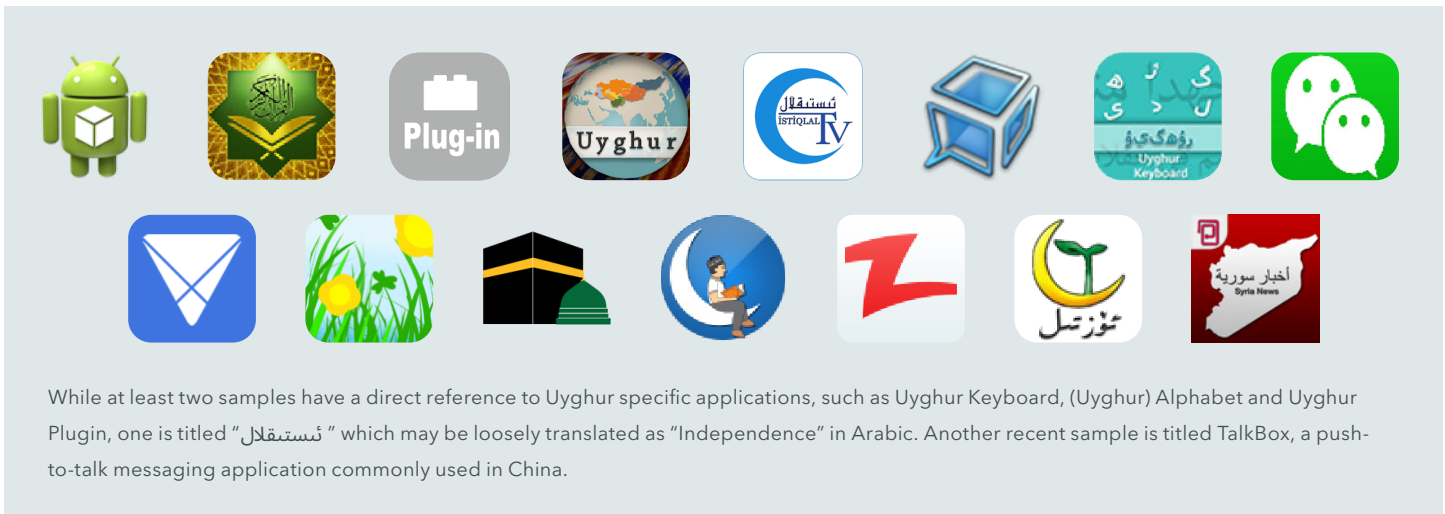 Plug-in
Uyghur
ئىستىقلال
İSTİQLAL
TV
گ ژ ھ
ل د ى
Uyghur
Keyboard
تۈزتىل
أخبار سورية
Syria News
While at least two samples have a direct reference to Uyghur specific applications, such as Uyghur Keyboard, (Uyghur) Alphabet and Uyghur
Plugin, one is titled “ئىستىقلال ” which may be loosely translated as “Independence” in Arabic. Another recent sample is titled TalkBox, a push-
to-talk messaging application commonly used in China.